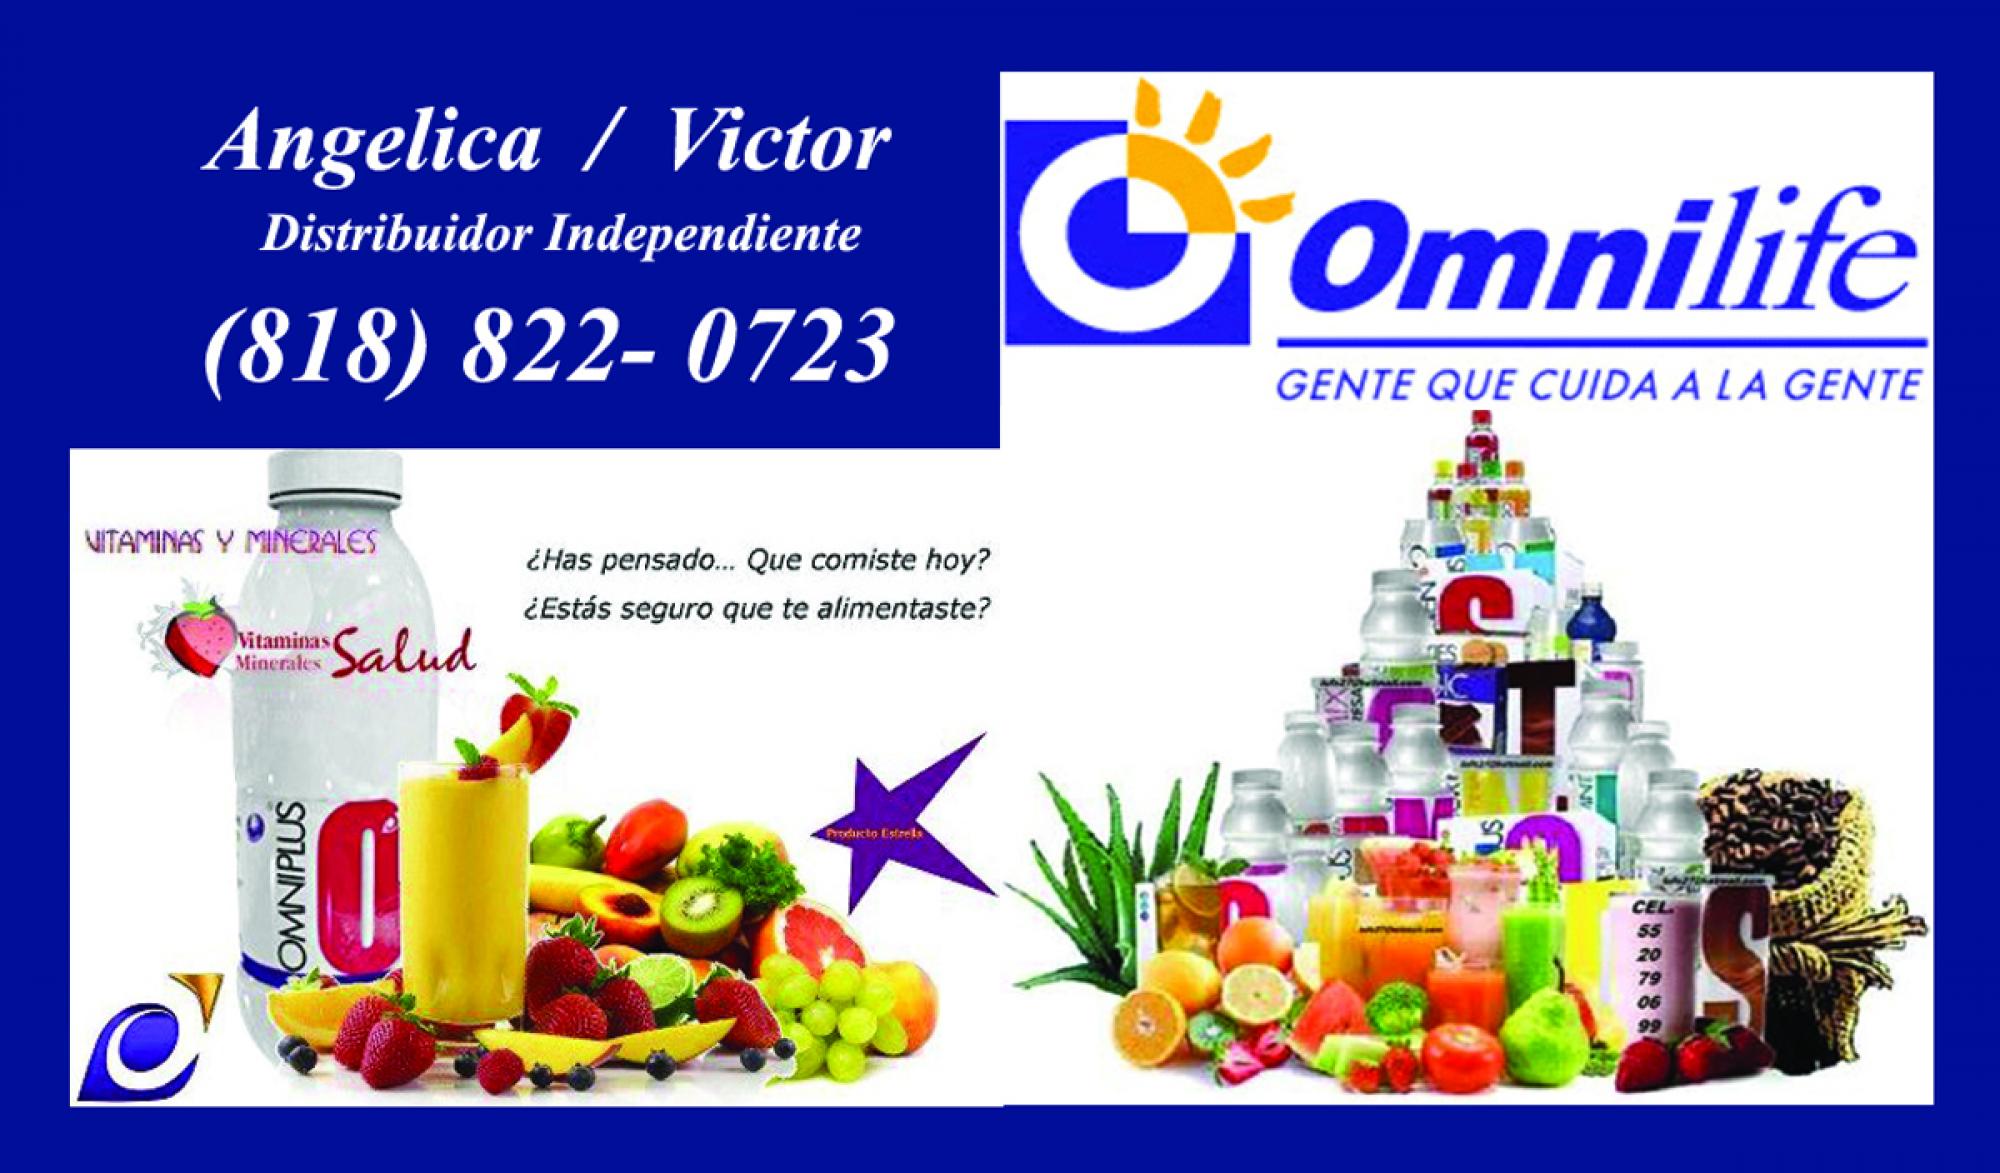 Angelica / Victor
Distribuidor Independiente
(818) 822- 0723
Omnilife
GENTE QUE CUIDA A LA GENTE
VITAMINAS Y MINERALES
Vitaminas
Minerales
Salud
¿Has pensado... Que comiste hoy?
¿Estás seguro que te alimentaste?
Producto Estrella
OMNIPLUS
CEL.
55
20
79
06
99